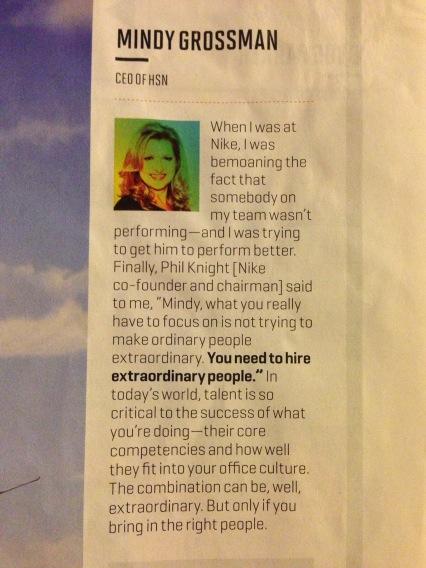 MINDY GROSSMAN
CEO OF HSN
When I was at
Nike, I was
bemoaning the
fact that
somebody on
my team wasn't
performing—and I was trying
to get him to perform better.
Finally, Phil Knight [Nike
co-founder and chairman] said
to me, "Mindy, what you really
have to focus on is not trying to
make ordinary people
extraordinary. You need to hire
extraordinary people." In
today's world, talent is so
critical to the success of what
you're doing—their core
competencies and how well
they fit into your office culture.
The combination can be, well,
extraordinary. But only if you
bring in the right people.